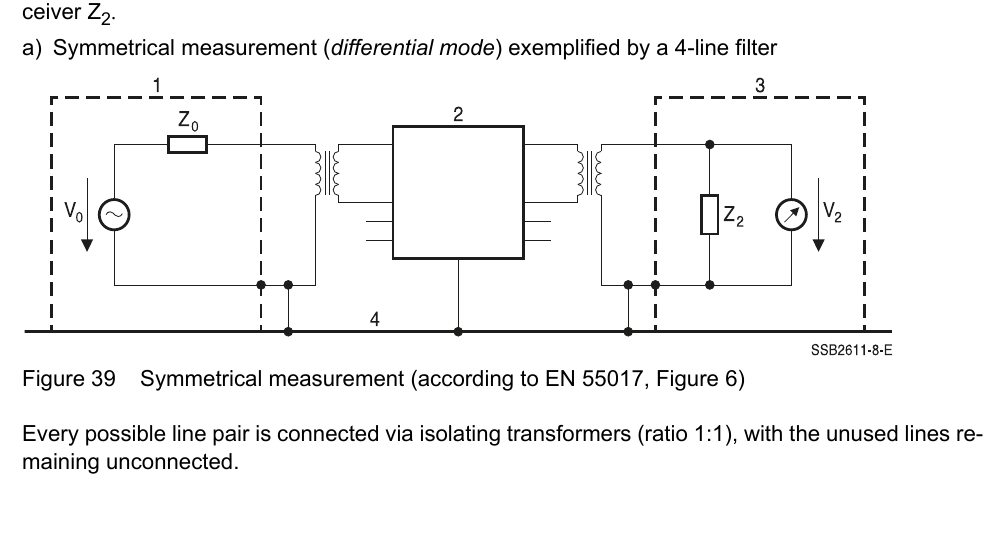 ceiver Z2.
a) Symmetrical measurement (differential mode) exemplified by a 4-line filter
1
3
2
Z0
V0
Z2
V2
4
SSB2611-8-E
Figure 39 Symmetrical measurement (according to EN 55017, Figure 6)
Every possible line pair is connected via isolating transformers (ratio 1:1), with the unused lines re-
maining unconnected.